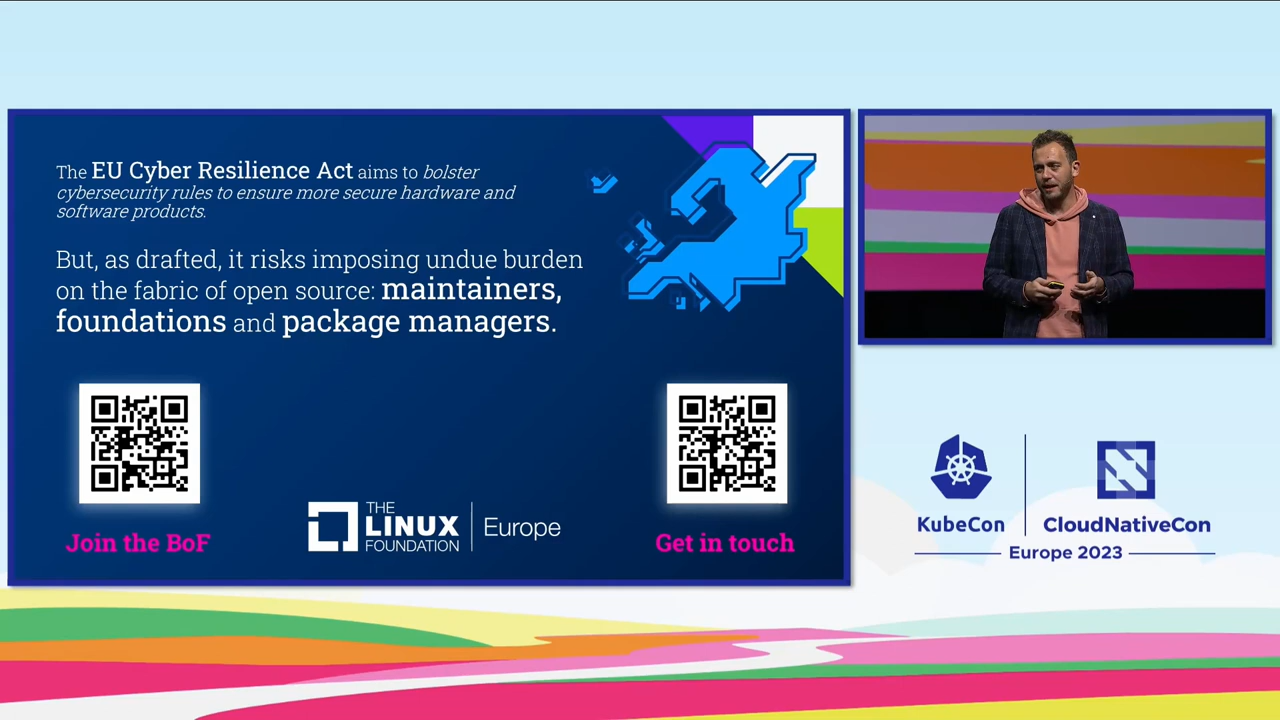 The EU Cyber Resilience Act aims to bolster
cybersecurity rules to ensure more secure hardware and
software products.
But, as drafted, it risks imposing undue burden
on the fabric of open source: maintainers,
foundations and package managers.
Join the BoF
THE
LINUX
FOUNDATION
Europe
Get in touch
KubeCon
CloudNativeCon
Europe 2023